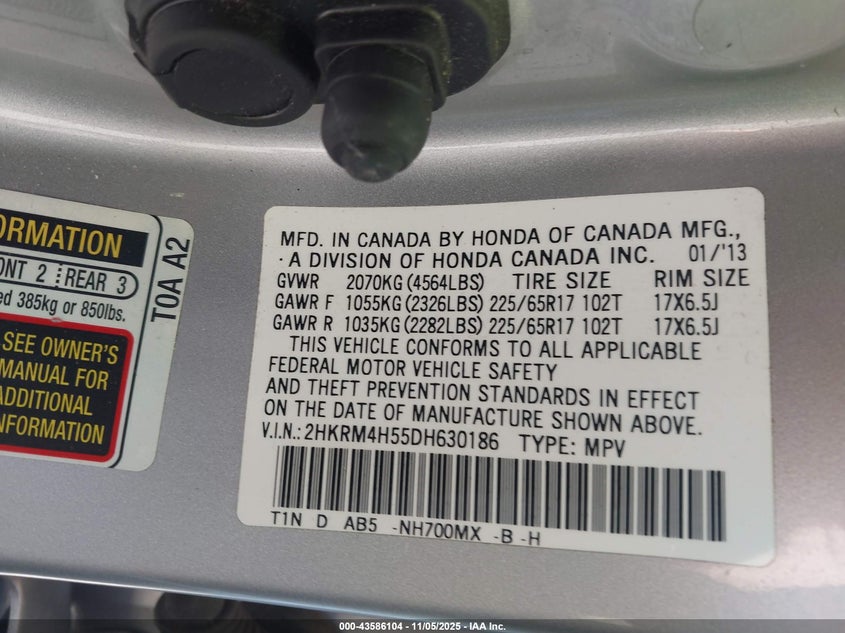 ORMATION
ONT 2 REAR 3
ed 385kg or 850lbs.
SEE OWNER'S
MANUAL FOR
ADDITIONAL
INFORMATION
T0A A2
MFD. IN CANADA BY HONDA OF CANADA MFG.,
A DIVISION OF HONDA CANADA INC. 01/'13
GVWR 2070KG (4564LBS) TIRE SIZE RIM SIZE
GAWR F 1055KG (2326LBS) 225/65R17 102T 17X6.5J
GAWR R 1035KG (2282LBS) 225/65R17 102T 17X6.5J
THIS VEHICLE CONFORMS TO ALL APPLICABLE
FEDERAL MOTOR VEHICLE SAFETY
AND THEFT PREVENTION STANDARDS IN EFFECT
ON THE DATE OF MANUFACTURE SHOWN ABOVE.
V.I.N.: 2HKRM4H55DH630186 TYPE: MPV
T1N D AB5 -NH700MX -B -H
000-43586104 - 11/05/2025 - IAA Inc.